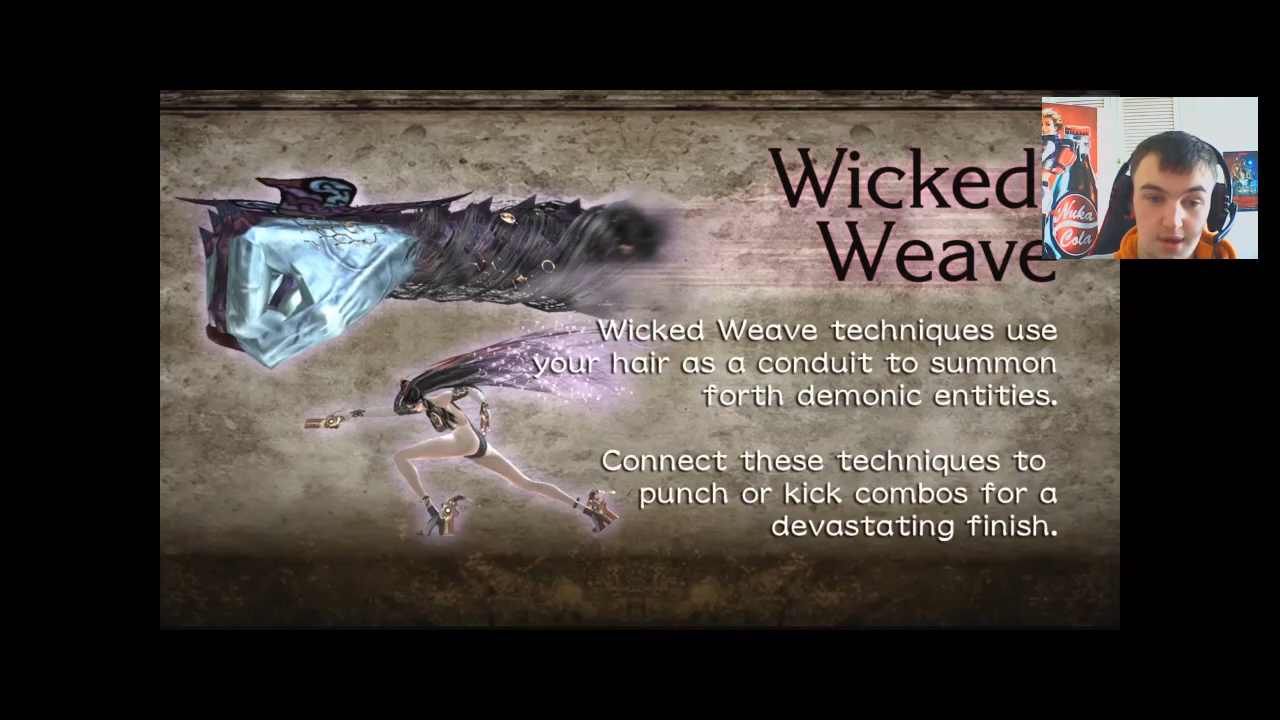 Wicked
Weave
Wicked Weave techniques use
your hair as a conduit to summon
forth demonic entities.
Connect these techniques to
punch or kick combos for a
devastating finish.
Nuka
Cola